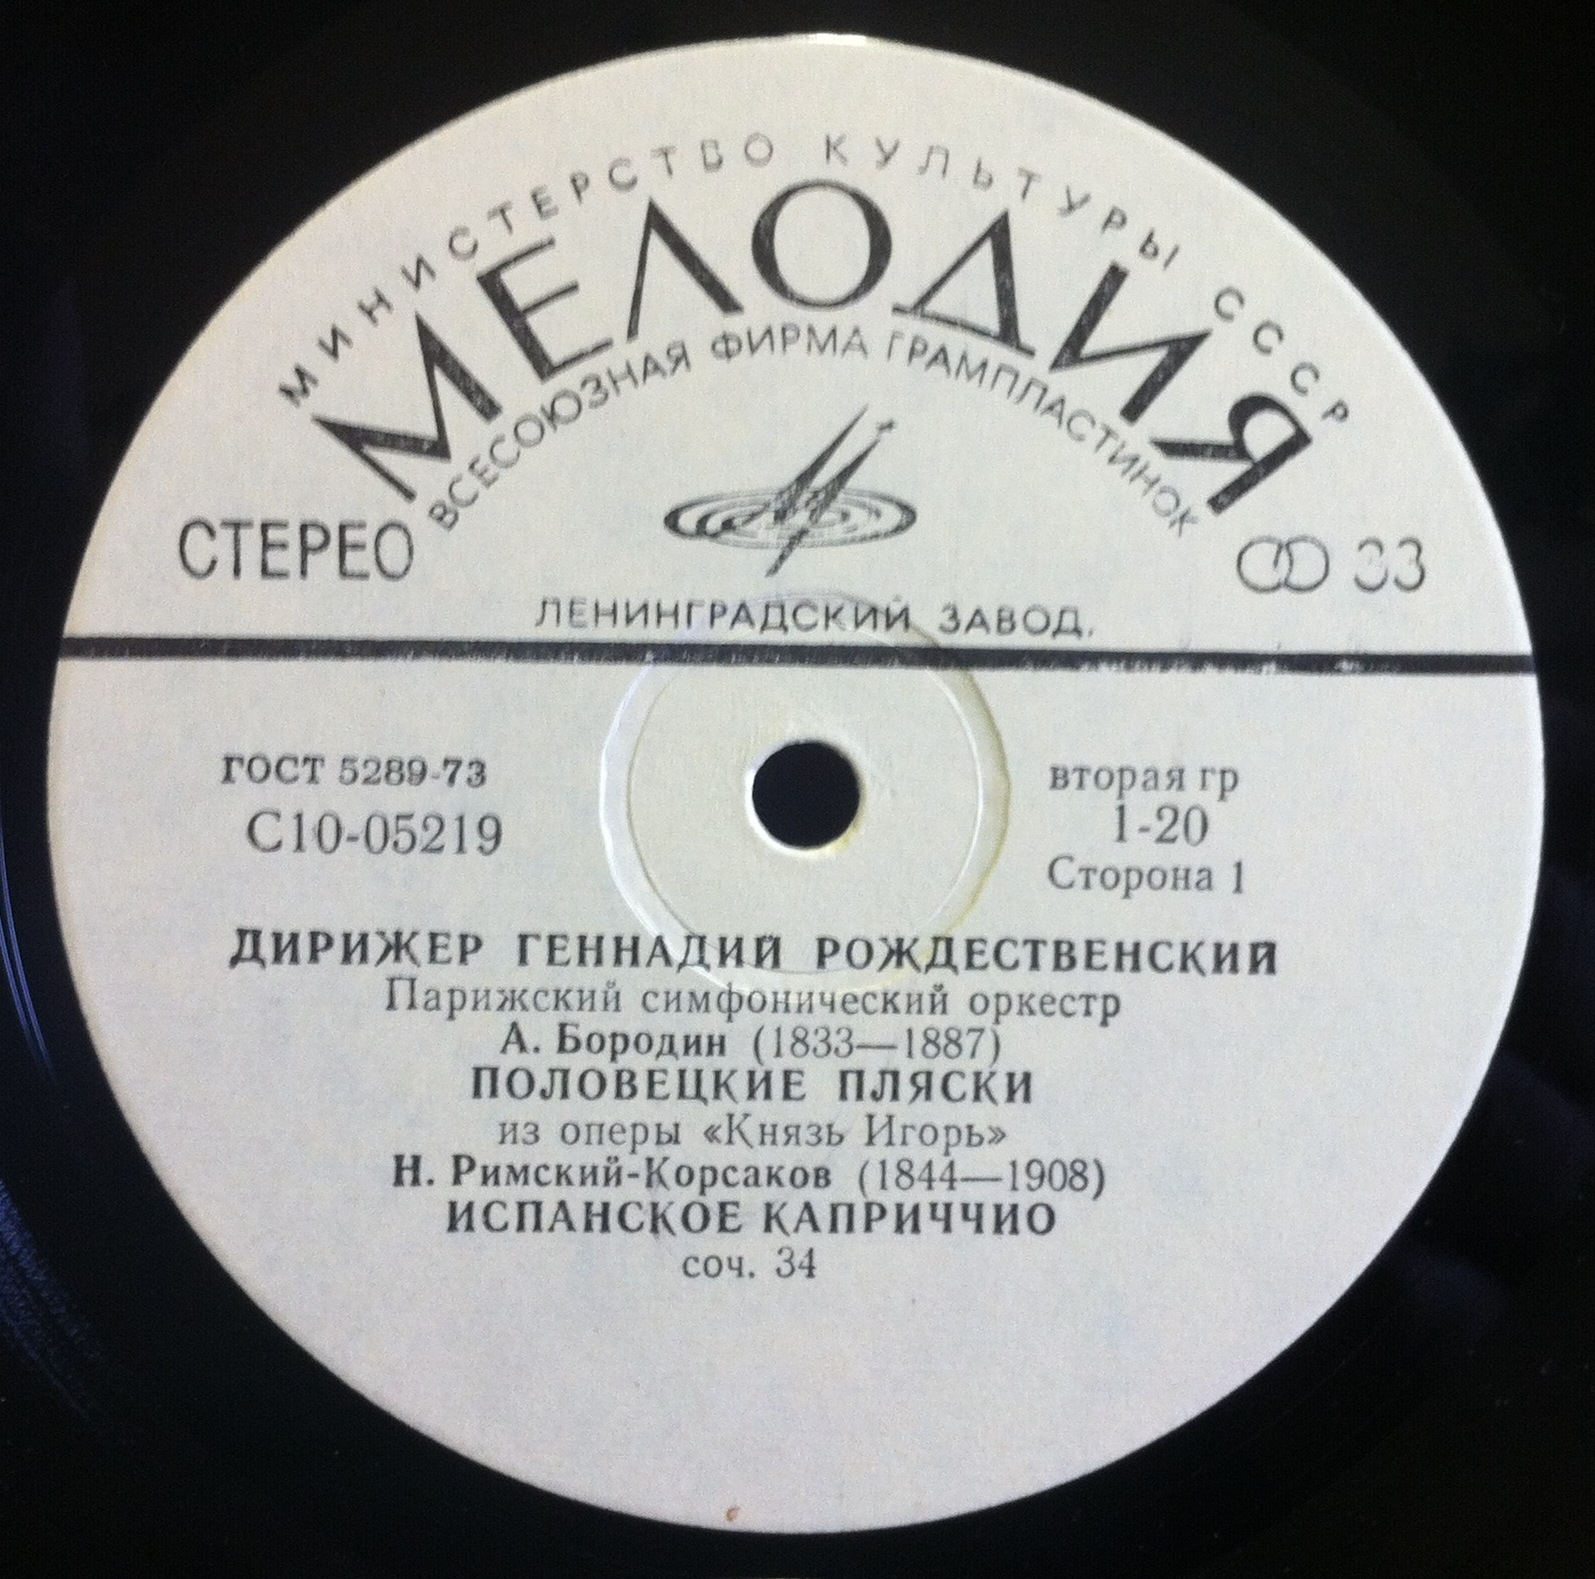 МИНИСТЕРСТВО КУЛЬТУРЫ СССР
МЕЛОДИЯ
ВСЕСОЮЗНАЯ ФИРМА ГРАМПЛАСТИНОК
СТЕРЕО
33
ЛЕНИНГРАДСКИЙ ЗАВОД.
ГОСТ 5289-73
С10-05219
вторая гр
1-20
Сторона 1
ДИРИЖЕР ГЕННАДИЙ РОЖДЕСТВЕНСКИЙ
Парижский симфонический оркестр
А. Бородин (1833—1887)
ПОЛОВЕЦКИЕ ПЛЯСКИ
из оперы «Князь Игорь»
Н. Римский-Корсаков (1844—1908)
ИСПАНСКОЕ КАПРИЧЧИО
соч. 34